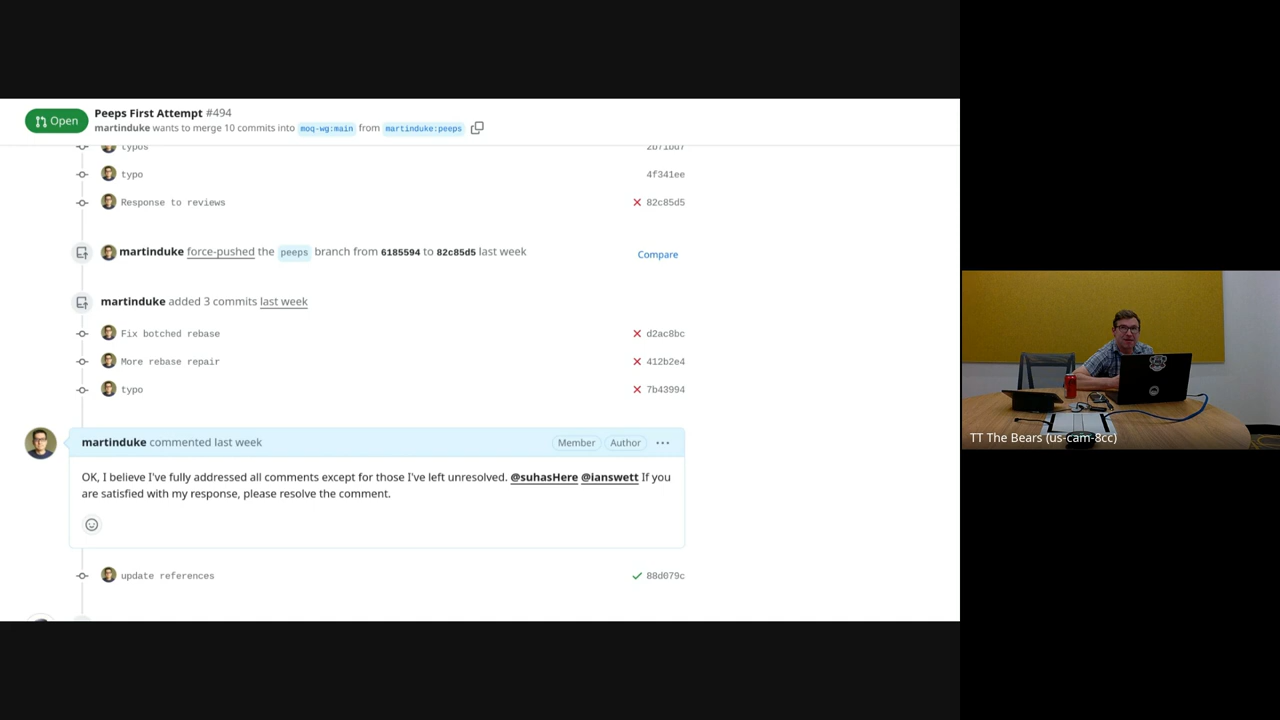 Open
Peeps First Attempt #494
martinduke wants to merge 10 commits into moq-wg:main from martinduke:peeps
typos 2b71bd7
typo 4f341ee
Response to reviews 82c85d5
martinduke force-pushed the peeps branch from 6185594 to 82c85d5 last week Compare
martinduke added 3 commits last week
Fix botched rebase d2ac8bc
More rebase repair 412b2e4
typo 7b43994
martinduke commented last week Member Author
OK, I believe I've fully addressed all comments except for those I've left unresolved. @suhasHere @ianswett If you
are satisfied with my response, please resolve the comment.
update references 88d079c
TT The Bears (us-cam-8cc)